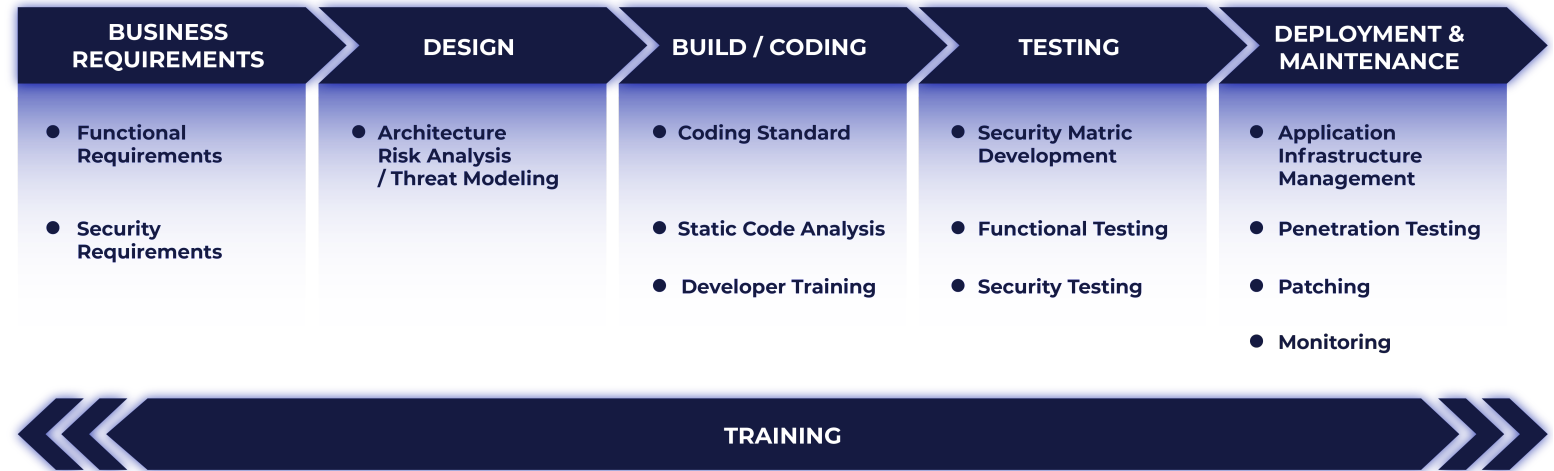 BUSINESS
REQUIREMENTS
DESIGN
BUILD / CODING
TESTING
DEPLOYMENT &
MAINTENANCE
Functional
Requirements
Security
Requirements
Architecture
Risk Analysis
/ Threat Modeling
Coding Standard
Static Code Analysis
Developer Training
Security Matric
Development
Functional Testing
Security Testing
Application
Infrastructure
Management
Penetration Testing
Patching
Monitoring
TRAINING